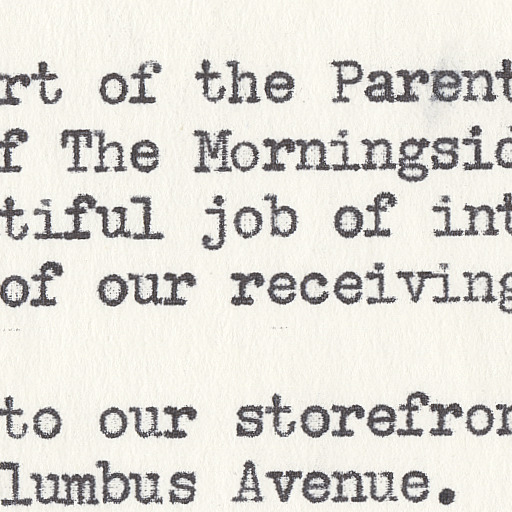 rt of the Parent
f The Morningsid
tiful job of int
of our receiving
to our storefron
lumbus Avenue.